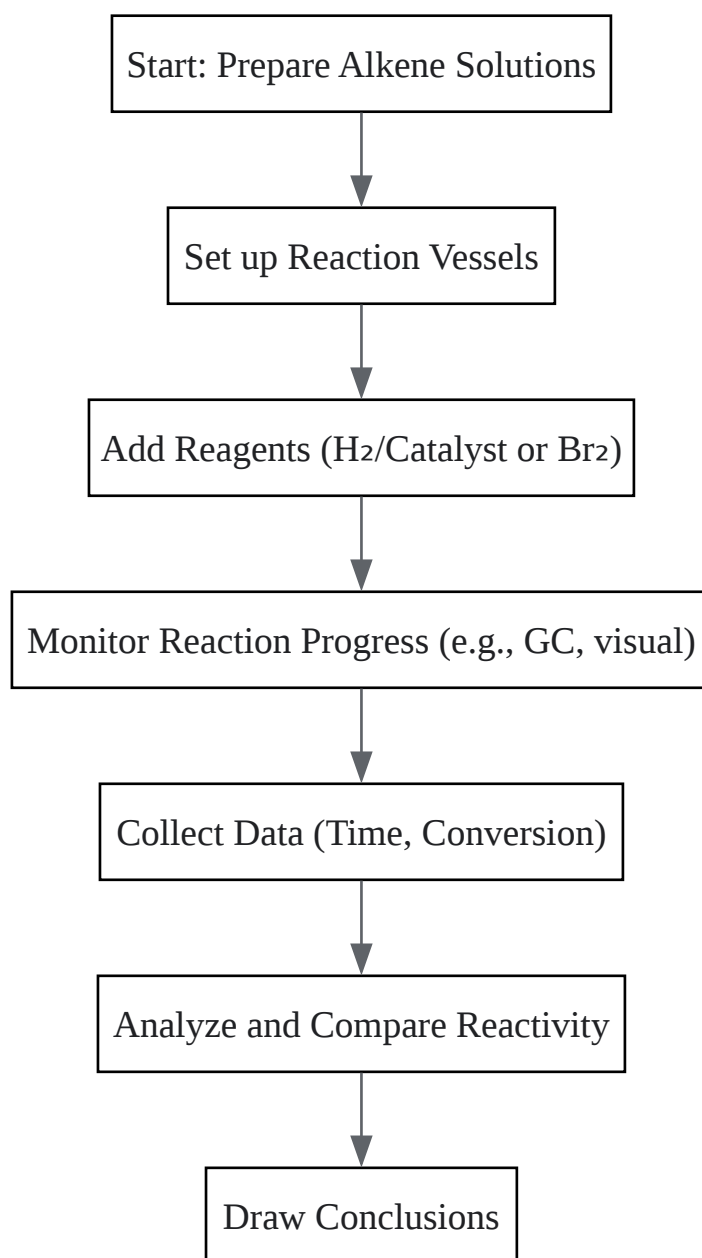 Start: Prepare Alkene Solutions
Set up Reaction Vessels
Add Reagents (H₂/Catalyst or Br₂)
Monitor Reaction Progress (e.g., GC, visual)
Collect Data (Time, Conversion)
Analyze and Compare Reactivity
Draw Conclusions